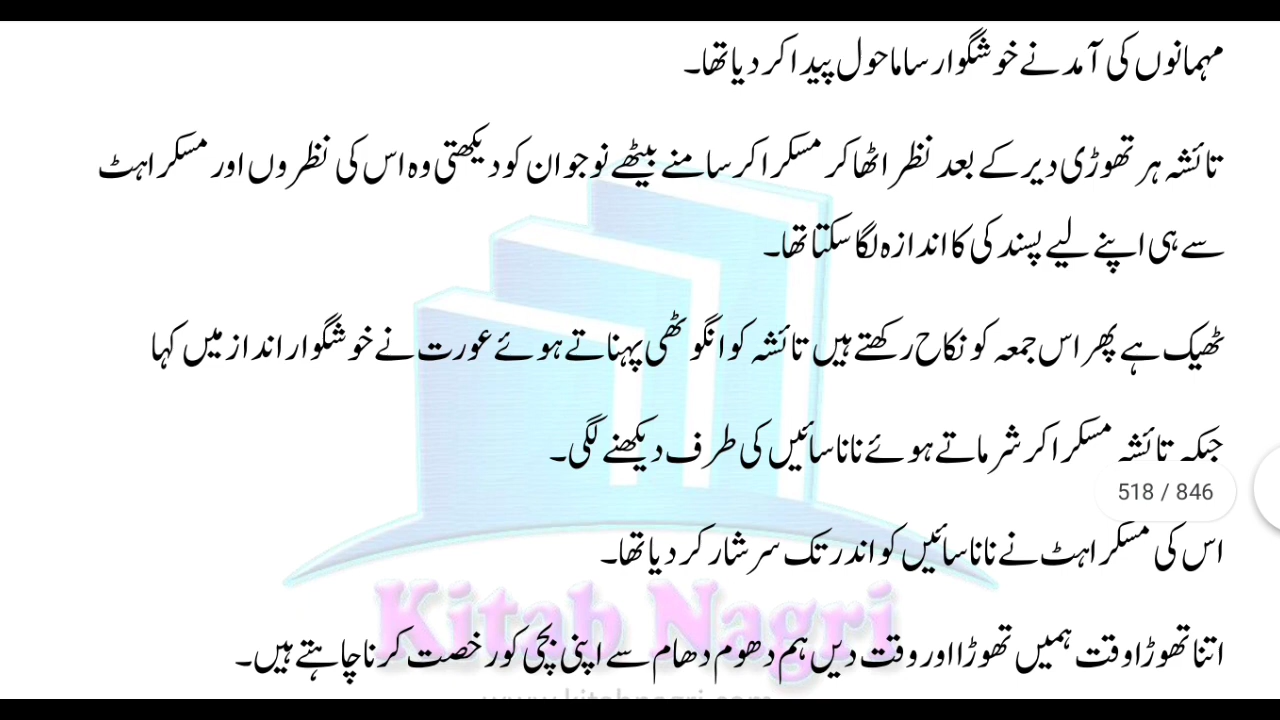 مہمانوں کی آمد نے خوشگوار سا ماحول پیدا کر دیا تھا۔
تائشہ ہر تھوڑی دیر کے بعد نظر اٹھا کر مسکرا کر سامنے بیٹھے نوجوان کو دیکھتی وہ اس کی نظروں اور مسکراہٹ
سے ہی اپنے لیے پسند کی کا اندازہ لگا سکتا تھا۔
ٹھیک ہے پھر اس جمعہ کو نکاح رکھتے ہیں تائشہ کو انگوٹھی پہناتے ہوئے عورت نے خوشگوار انداز میں کہا
جبکہ تائشہ مسکرا کر شرماتے ہوئے نانا سائیں کی طرف دیکھنے لگی۔
518 / 846
اس کی مسکراہٹ نے نانا سائیں کو اندر تک سرشار کر دیا تھا۔
Kitab Nagri
اتنا تھوڑا وقت ہمیں تھوڑا اور وقت دیں ہم دھوم دھام سے اپنی بچی کو رخصت کرنا چاہتے ہیں۔
www.kitabnagri.com